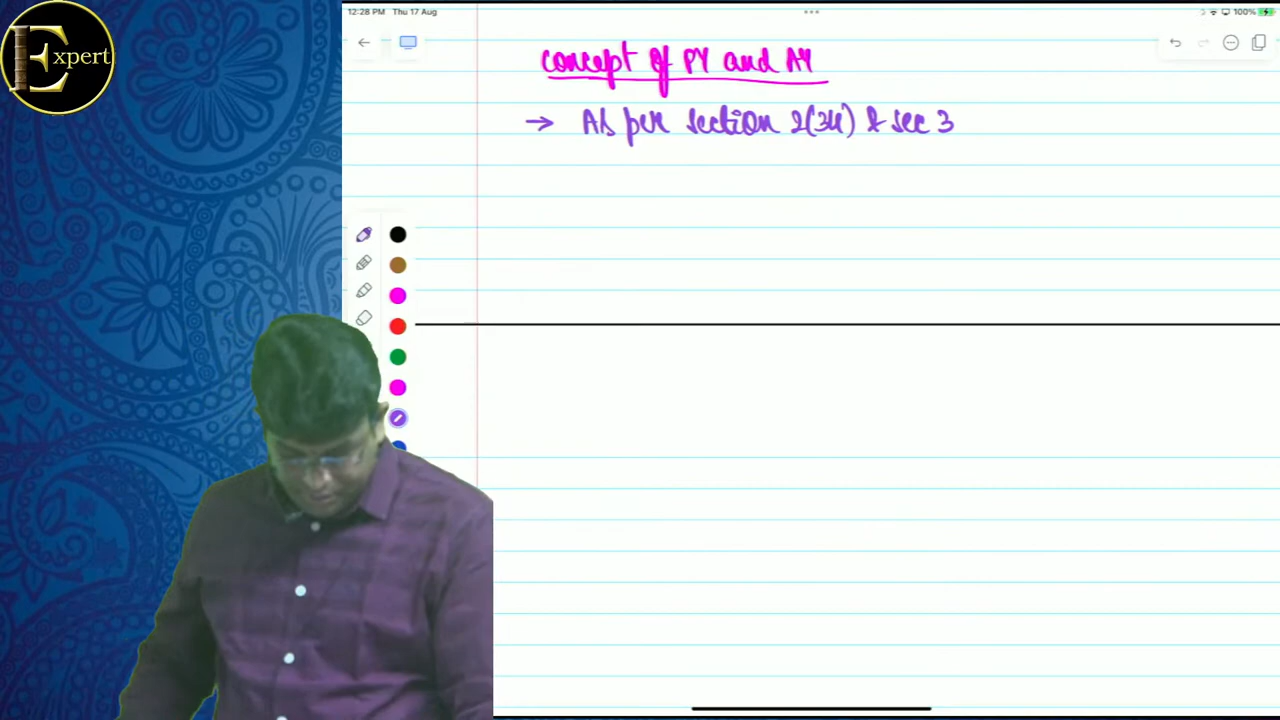 Expert
12:28 PM Thu 17 Aug
100%
Concept of PY and AY
→ As per section 2(34) & sec 3